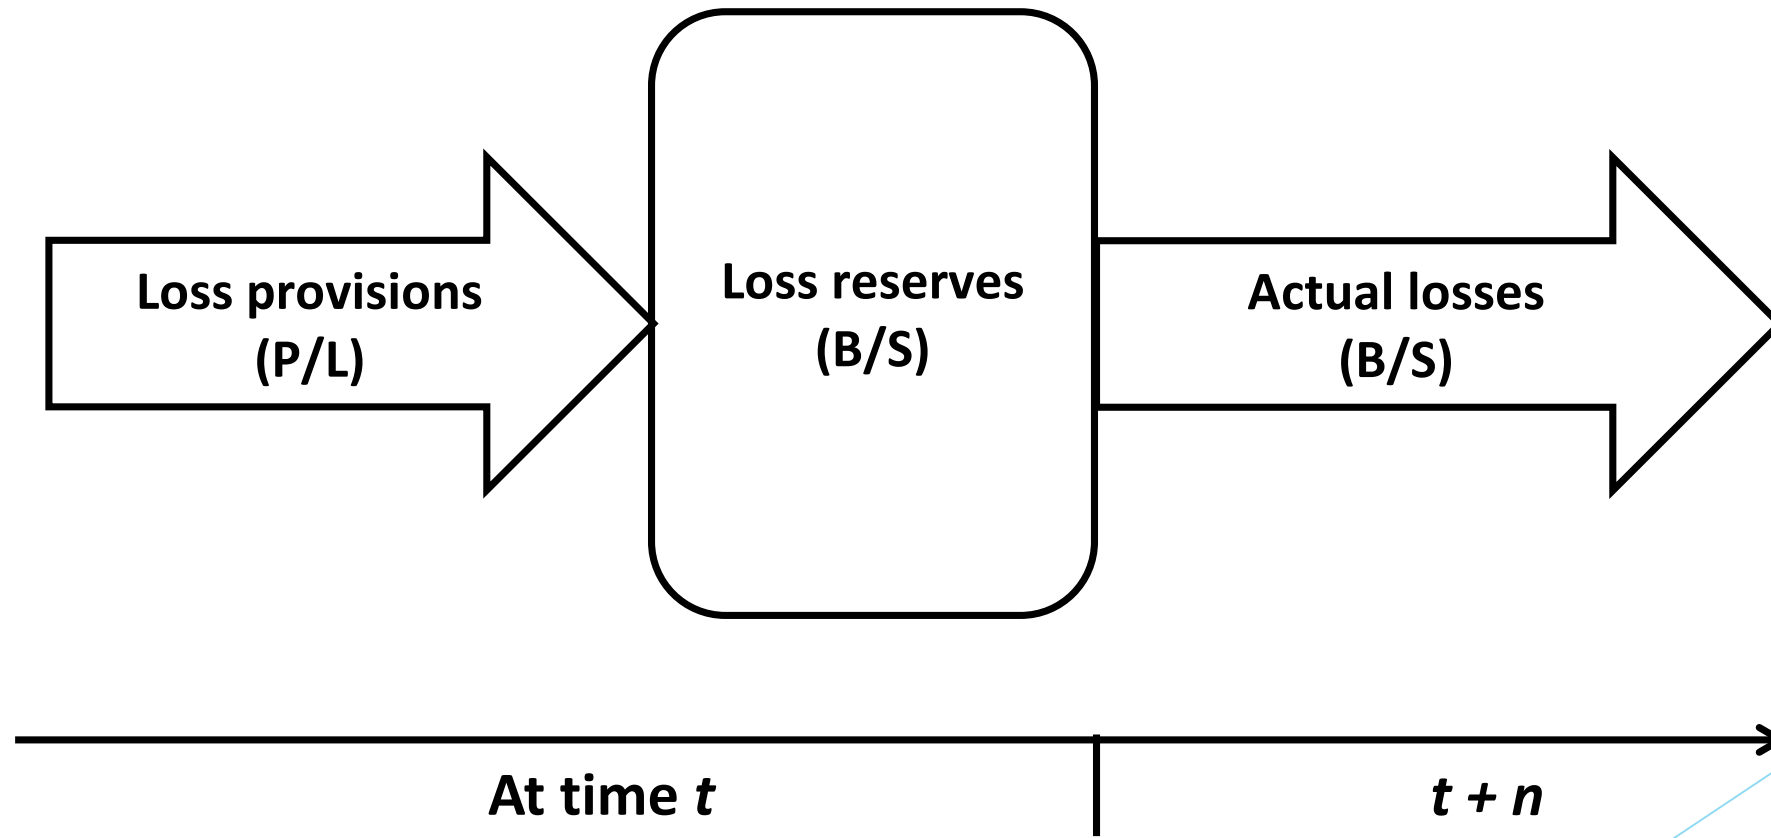 Loss provisions
(P/L)
Loss reserves
(B/S)
Actual losses
(B/S)
At time t
t + n